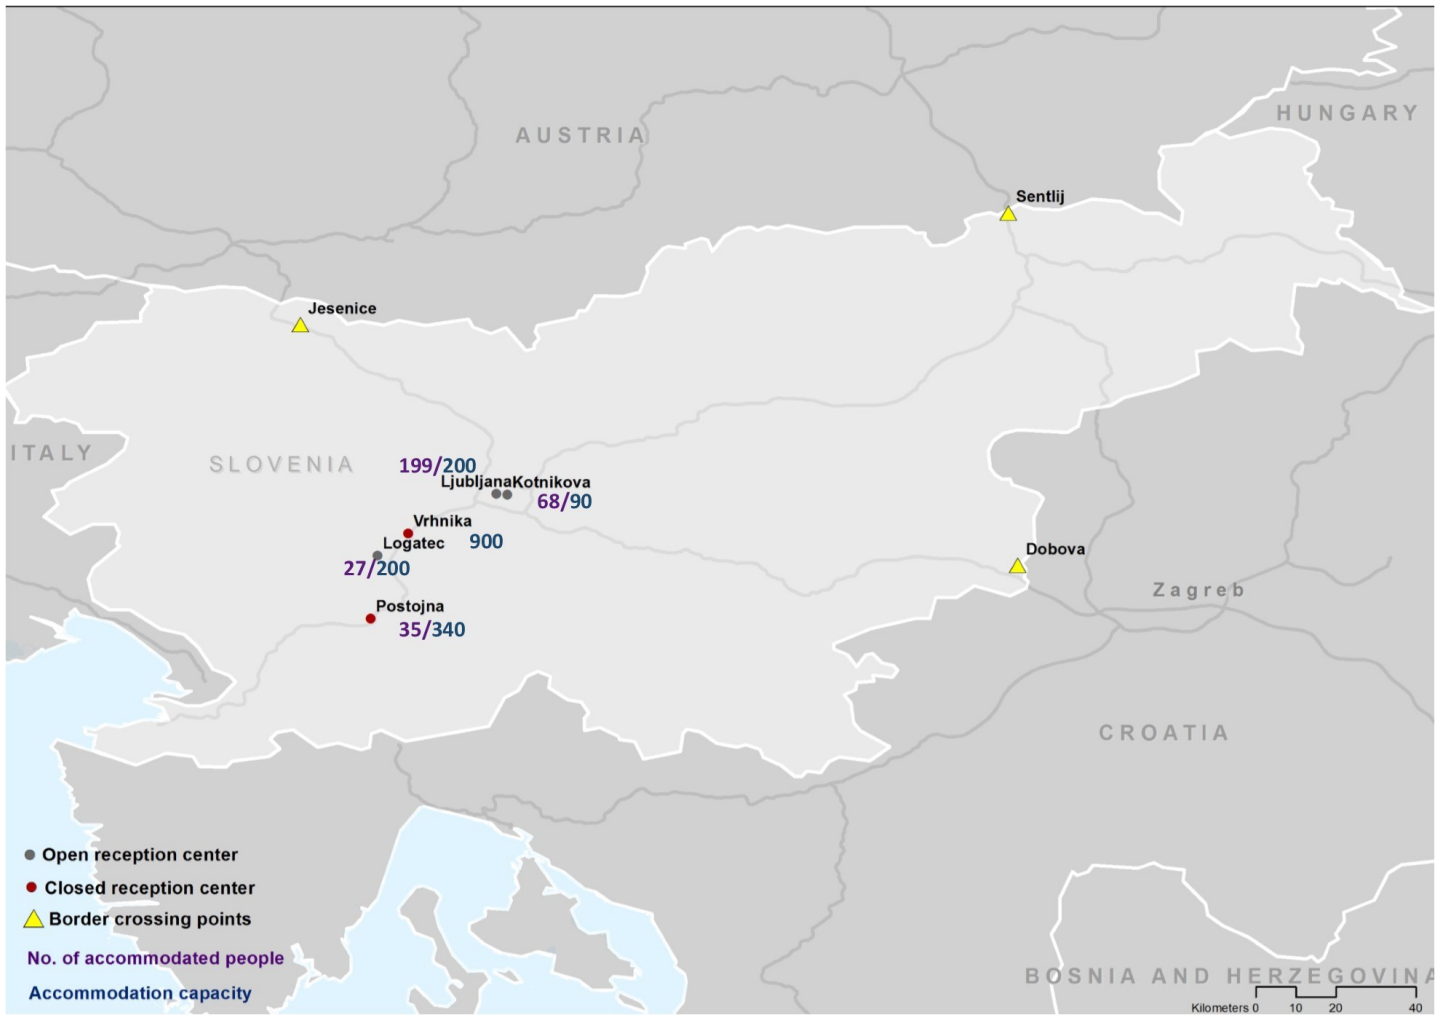 AUSTRIA
HUNGARY
Sentlij
Jesenice
ITALY
SLOVENIA
199/200
LjubljanaKotnikova
68/90
Vrhnika
900
Logatec
27/200
Dobova
Zagreb
Postojna
35/340
CROATIA
Open reception center
Closed reception center
Border crossing points
No. of accommodated people
Accommodation capacity
BOSNIA AND HERZEGOVINA
Kilometers 0 10 20 40